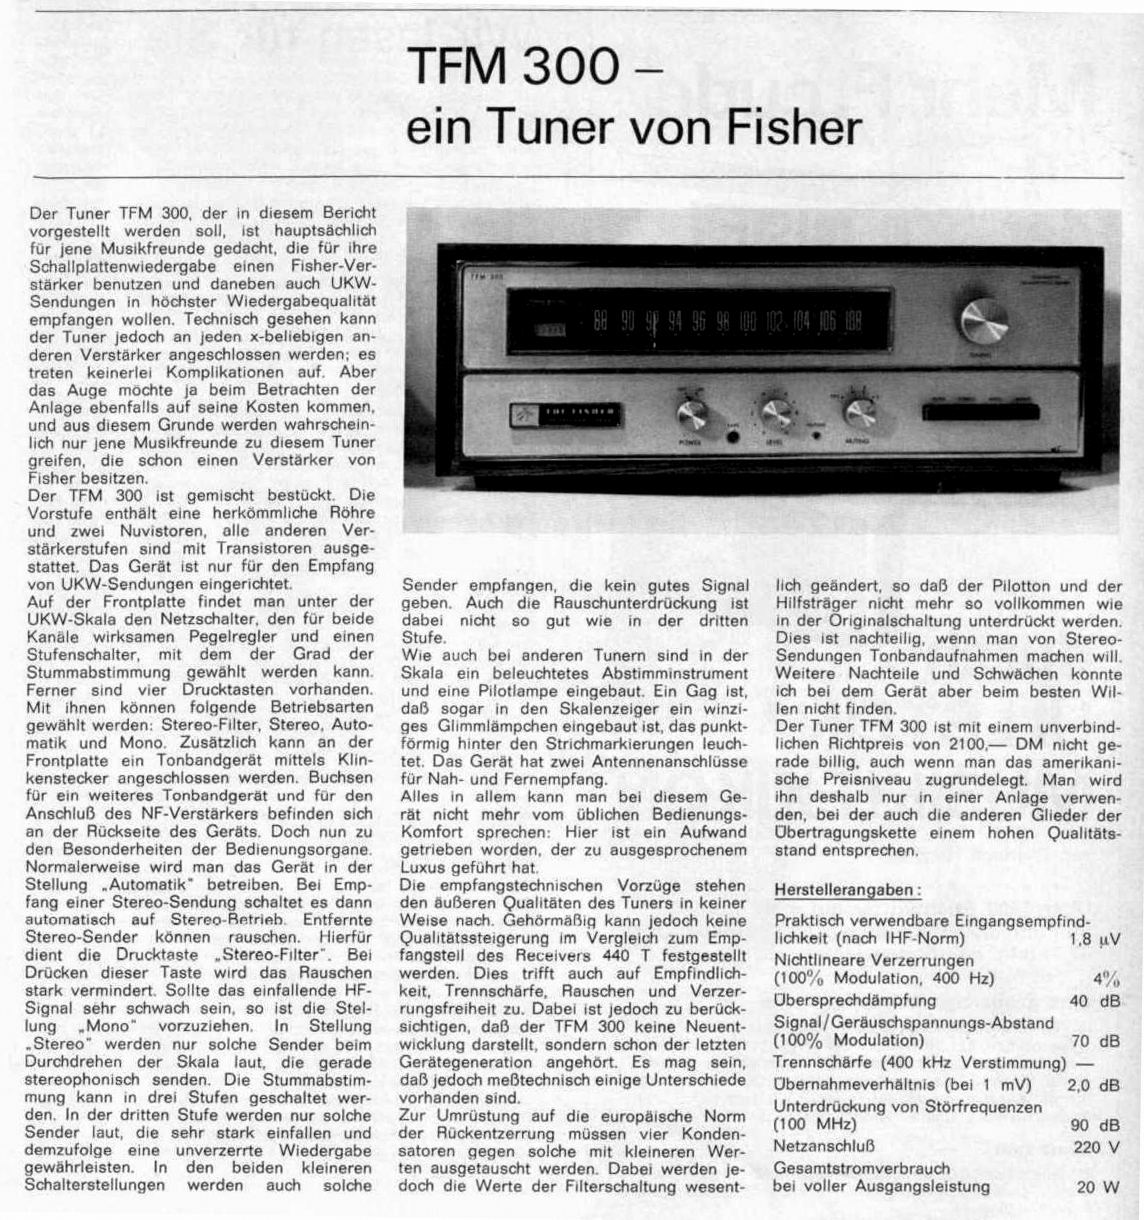 TFM 300 –
ein Tuner von Fisher
Der Tuner TFM 300, der in diesem Bericht
vorgestellt werden soll, ist hauptsächlich
für jene Musikfreunde gedacht, die für ihre
Schallplattenwiedergabe einen Fisher-Ver-
stärker benutzen und daneben auch UKW-
Sendungen in höchster Wiedergabequalität
empfangen wollen. Technisch gesehen kann
der Tuner jedoch an jeden x-beliebigen an-
deren Verstärker angeschlossen werden; es
treten keinerlei Komplikationen auf. Aber
das Auge möchte ja beim Betrachten der
Anlage ebenfalls auf seine Kosten kommen,
und aus diesem Grunde werden wahrschein-
lich nur jene Musikfreunde zu diesem Tuner
greifen, die schon einen Verstärker von
Fisher besitzen.
Der TFM 300 ist gemischt bestückt. Die
Vorstufe enthält eine herkömmliche Röhre
und zwei Nuvistoren, alle anderen Ver-
stärkerstufen sind mit Transistoren ausge-
stattet. Das Gerät ist nur für den Empfang
von UKW-Sendungen eingerichtet.
Auf der Frontplatte findet man unter der
UKW-Skala den Netzschalter, den für beide
Kanäle wirksamen Pegelregler und einen
Stufenschalter, mit dem der Grad der
Stummabstimmung gewählt werden kann.
Ferner sind vier Drucktasten vorhanden.
Mit ihnen können folgende Betriebsarten
gewählt werden: Stereo-Filter, Stereo, Auto-
matik und Mono. Zusätzlich kann an der
Frontplatte ein Tonbandgerät mittels Klin-
kenstecker angeschlossen werden. Buchsen
für ein weiteres Tonbandgerät und für den
Anschluß des NF-Verstärkers befinden sich
an der Rückseite des Geräts. Doch nun zu
den Besonderheiten der Bedienungsorgane.
Normalerweise wird man das Gerät in der
Stellung „Automatik" betreiben. Bei Emp-
fang einer Stereo-Sendung schaltet es dann
automatisch auf Stereo-Betrieb. Entfernte
Stereo-Sender können rauschen. Hierfür
dient die Drucktaste „Stereo-Filter". Bei
Drücken dieser Taste wird das Rauschen
stark vermindert. Sollte das einfallende HF-
Signal sehr schwach sein, so ist die Stel-
lung „Mono" vorzuziehen. In Stellung
„Stereo" werden nur solche Sender beim
Durchdrehen der Skala laut, die gerade
stereophonisch senden. Die Stummabstim-
mung kann in drei Stufen geschaltet wer-
den. In der dritten Stufe werden nur solche
Sender laut, die sehr stark einfallen und
demzufolge eine unverzerrte Wiedergabe
gewährleisten. In den beiden kleineren
Schalterstellungen werden auch solche
TFM 300
88 90 92 94 96 98 100 102 104 106 108
TUNING
THE FISHER
POWER
LEVEL
MUTING
Sender empfangen, die kein gutes Signal
geben. Auch die Rauschunterdrückung ist
dabei nicht so gut wie in der dritten
Stufe.
Wie auch bei anderen Tunern sind in der
Skala ein beleuchtetes Abstimminstrument
und eine Pilotlampe eingebaut. Ein Gag ist,
daß sogar in den Skalenzeiger ein winzi-
ges Glimmlämpchen eingebaut ist, das punkt-
förmig hinter den Strichmarkierungen leuch-
tet. Das Gerät hat zwei Antennenanschlüsse
für Nah- und Fernempfang.
Alles in allem kann man bei diesem Ge-
rät nicht mehr vom üblichen Bedienungs-
Komfort sprechen: Hier ist ein Aufwand
getrieben worden, der zu ausgesprochenem
Luxus geführt hat.
Die empfangstechnischen Vorzüge stehen
den äußeren Qualitäten des Tuners in keiner
Weise nach. Gehörmäßig kann jedoch keine
Qualitätssteigerung im Vergleich zum Emp-
fangsteil des Receivers 440 T festgestellt
werden. Dies trifft auch auf Empfindlich-
keit, Trennschärfe, Rauschen und Verzer-
rungsfreiheit zu. Dabei ist jedoch zu berück-
sichtigen, daß der TFM 300 keine Neuent-
wicklung darstellt, sondern schon der letzten
Gerätegeneration angehört. Es mag sein,
daß jedoch meßtechnisch einige Unterschiede
vorhanden sind.
Zur Umrüstung auf die europäische Norm
der Rückentzerrung müssen vier Konden-
satoren gegen solche mit kleineren Wer-
ten ausgetauscht werden. Dabei werden je-
doch die Werte der Filterschaltung wesent-
lich geändert, so daß der Pilotton und der
Hilfsträger nicht mehr so vollkommen wie
in der Originalschaltung unterdrückt werden.
Dies ist nachteilig, wenn man von Stereo-
Sendungen Tonbandaufnahmen machen will.
Weitere Nachteile und Schwächen konnte
ich bei dem Gerät aber beim besten Wil-
len nicht finden.
Der Tuner TFM 300 ist mit einem unverbind-
lichen Richtpreis von 2100,— DM nicht ge-
rade billig, auch wenn man das amerikani-
sche Preisniveau zugrundelegt. Man wird
ihn deshalb nur in einer Anlage verwen-
den, bei der auch die anderen Glieder der
Übertragungskette einem hohen Qualitäts-
stand entsprechen.
Herstellerangaben:
Praktisch verwendbare Eingangsempfind-
lichkeit (nach IHF-Norm) 1,8 µV
Nichtlineare Verzerrungen
(100% Modulation, 400 Hz) 4%
Übersprechdämpfung 40 dB
Signal/Geräuschspannungs-Abstand
(100% Modulation) 70 dB
Trennschärfe (400 kHz Verstimmung) —
Übernahmeverhältnis (bei 1 mV) 2,0 dB
Unterdrückung von Störfrequenzen
(100 MHz) 90 dB
Netzanschluß 220 V
Gesamtstromverbrauch
bei voller Ausgangsleistung 20 W